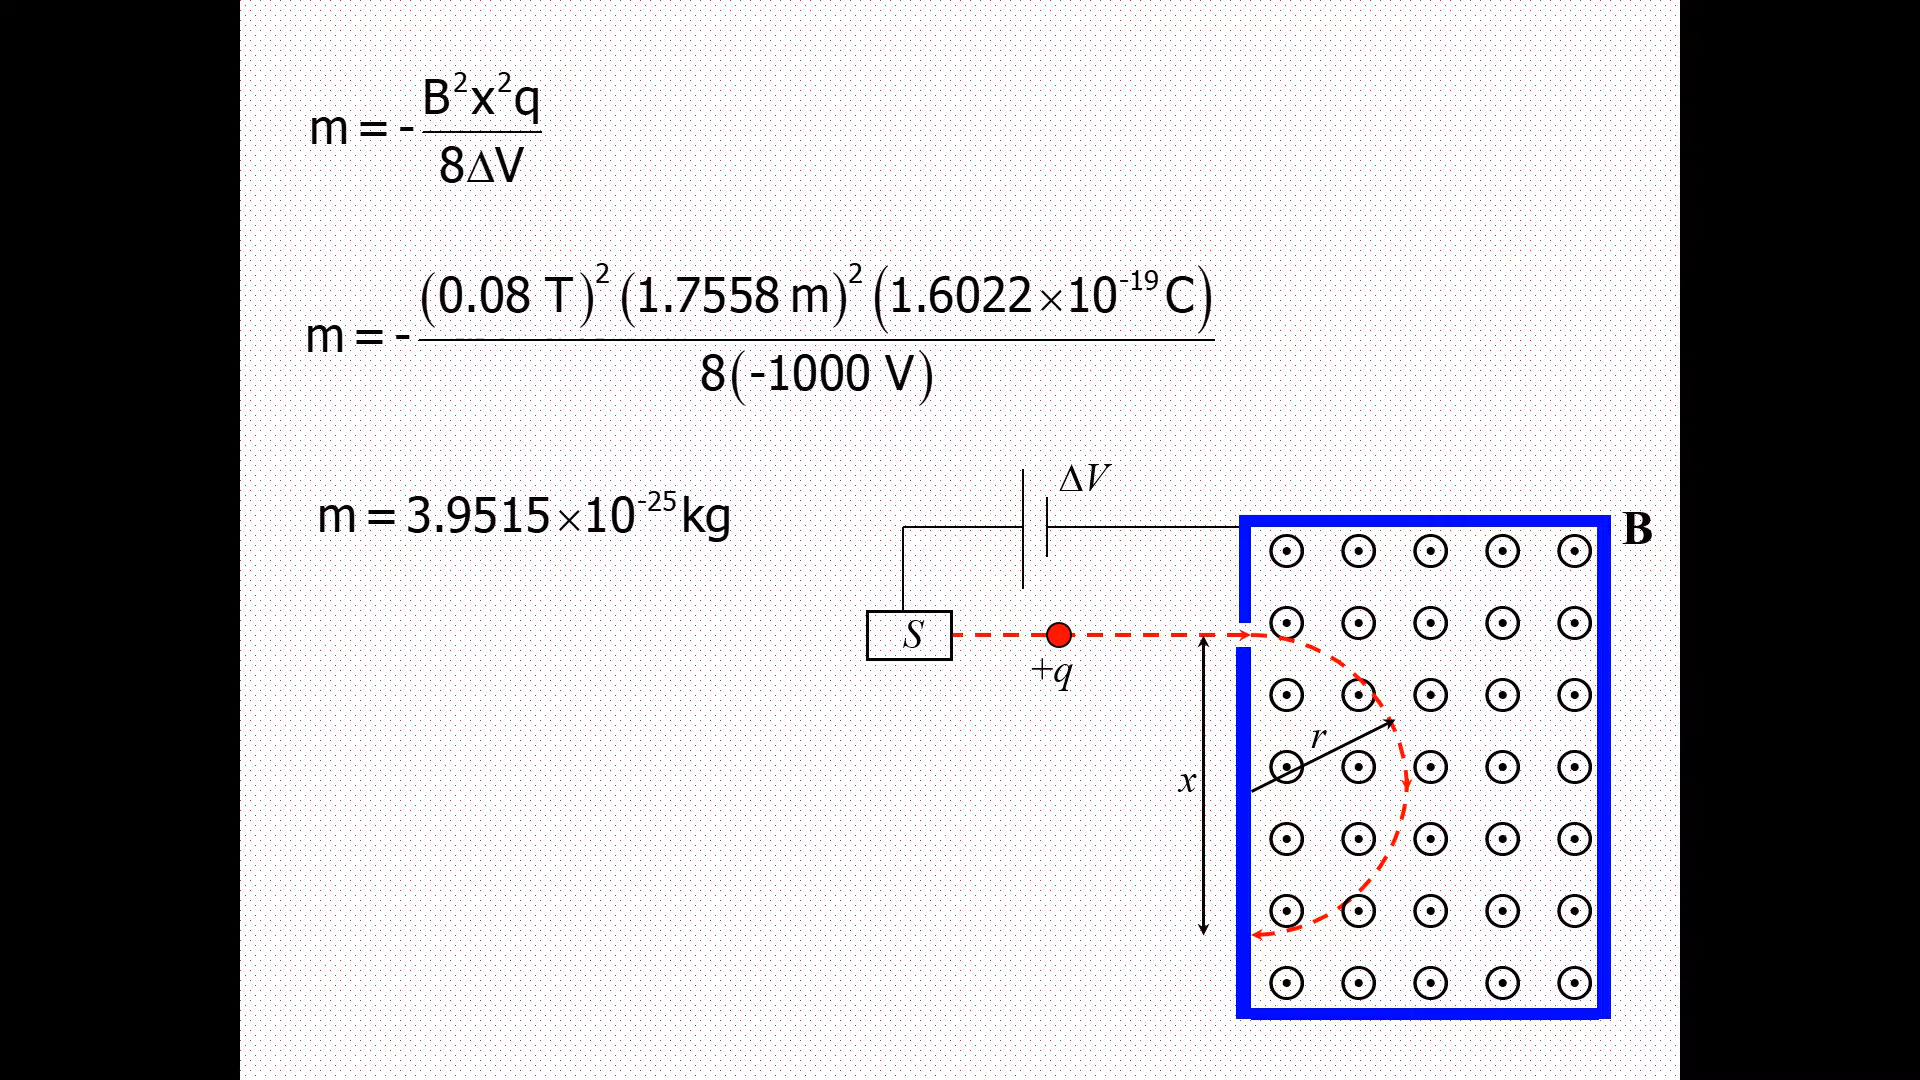 m = - B²x²q / 8ΔV
m = - (0.08 T)² (1.7558 m)² (1.6022×10⁻¹⁹ C) / 8(-1000 V)
m = 3.9515×10⁻²⁵ kg
ΔV
B
S
+q
r
x